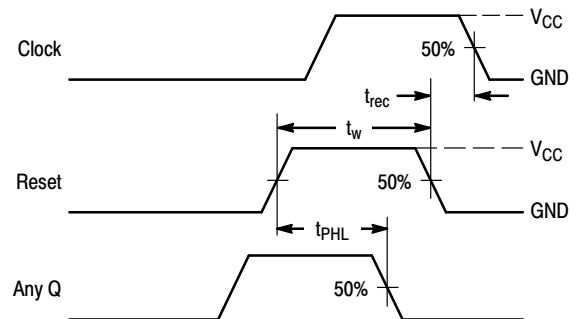 V_CC
Clock
50%
GND
t_rec
t_w
V_CC
Reset
50%
GND
t_PHL
Any Q
50%